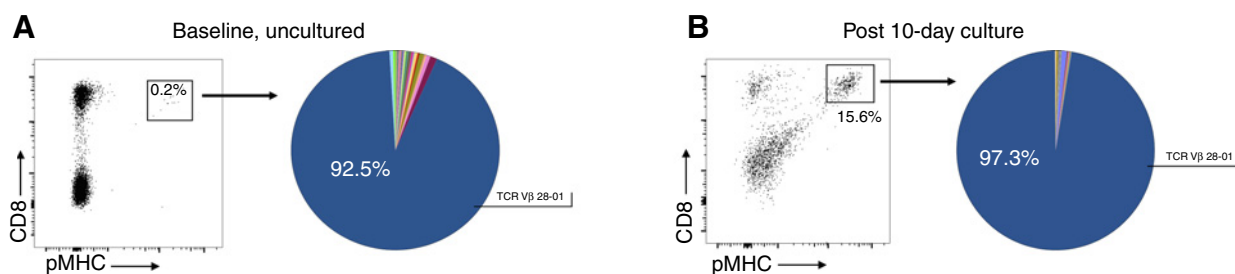 A
Baseline, uncultured
0.2%
92.5%
TCR Vβ 28-01
CD8
pMHC
B
Post 10-day culture
15.6%
97.3%
TCR Vβ 28-01
CD8
pMHC